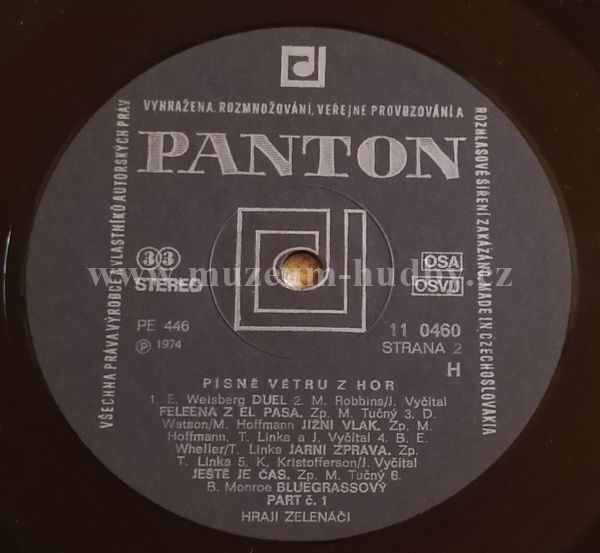 VYHRAŽENA. ROZMNOŽOVÁNÍ, VEŘEJNÉ PROVOZOVÁNÍ A
VŠECHNA PRÁVA VÝROBCE A VLASTNÍKŮ AUTORSKÝCH PRÁV
ROZHLASOVÉ ŠÍŘENÍ ZAKÁZÁNO. MADE IN CZECHOSLOVAKIA
PANTON
www.muzeum-hudby.cz
33
STEREO
OSA
OSVU
PE 446
11 0460
Ⓟ 1974
STRANA 2
H
PÍSNĚ VĚTRU Z HOR
1. E. Weisberg DUEL 2. M. Robbins/J. Vyčítal
FELEENA Z EL PASA. Zp. M. Tučný 3. D.
Watson/M. Hoffmann JIŽNÍ VLAK. Zp. M.
Hoffmann, T. Linka a J. Vyčítal 4. B. E.
Wheller/T. Linka JARNÍ ZPRÁVA. Zp.
T. Linka 5. K. Kristofferson/J. Vyčítal
JEŠTĚ JE ČAS. Zp. M. Tučný 6.
B. Monroe BLUEGRASSOVÝ
PART č. 1
HRAJÍ ZELENÁČI